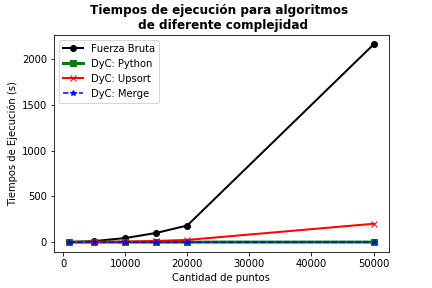 Tiempos de ejecución para algoritmos
de diferente complejidad
Fuerza Bruta
DyC: Python
DyC: Upsort
DyC: Merge
Tiempos de Ejecución (s)
2000
1500
1000
500
0
0
10000
20000
30000
40000
50000
Cantidad de puntos